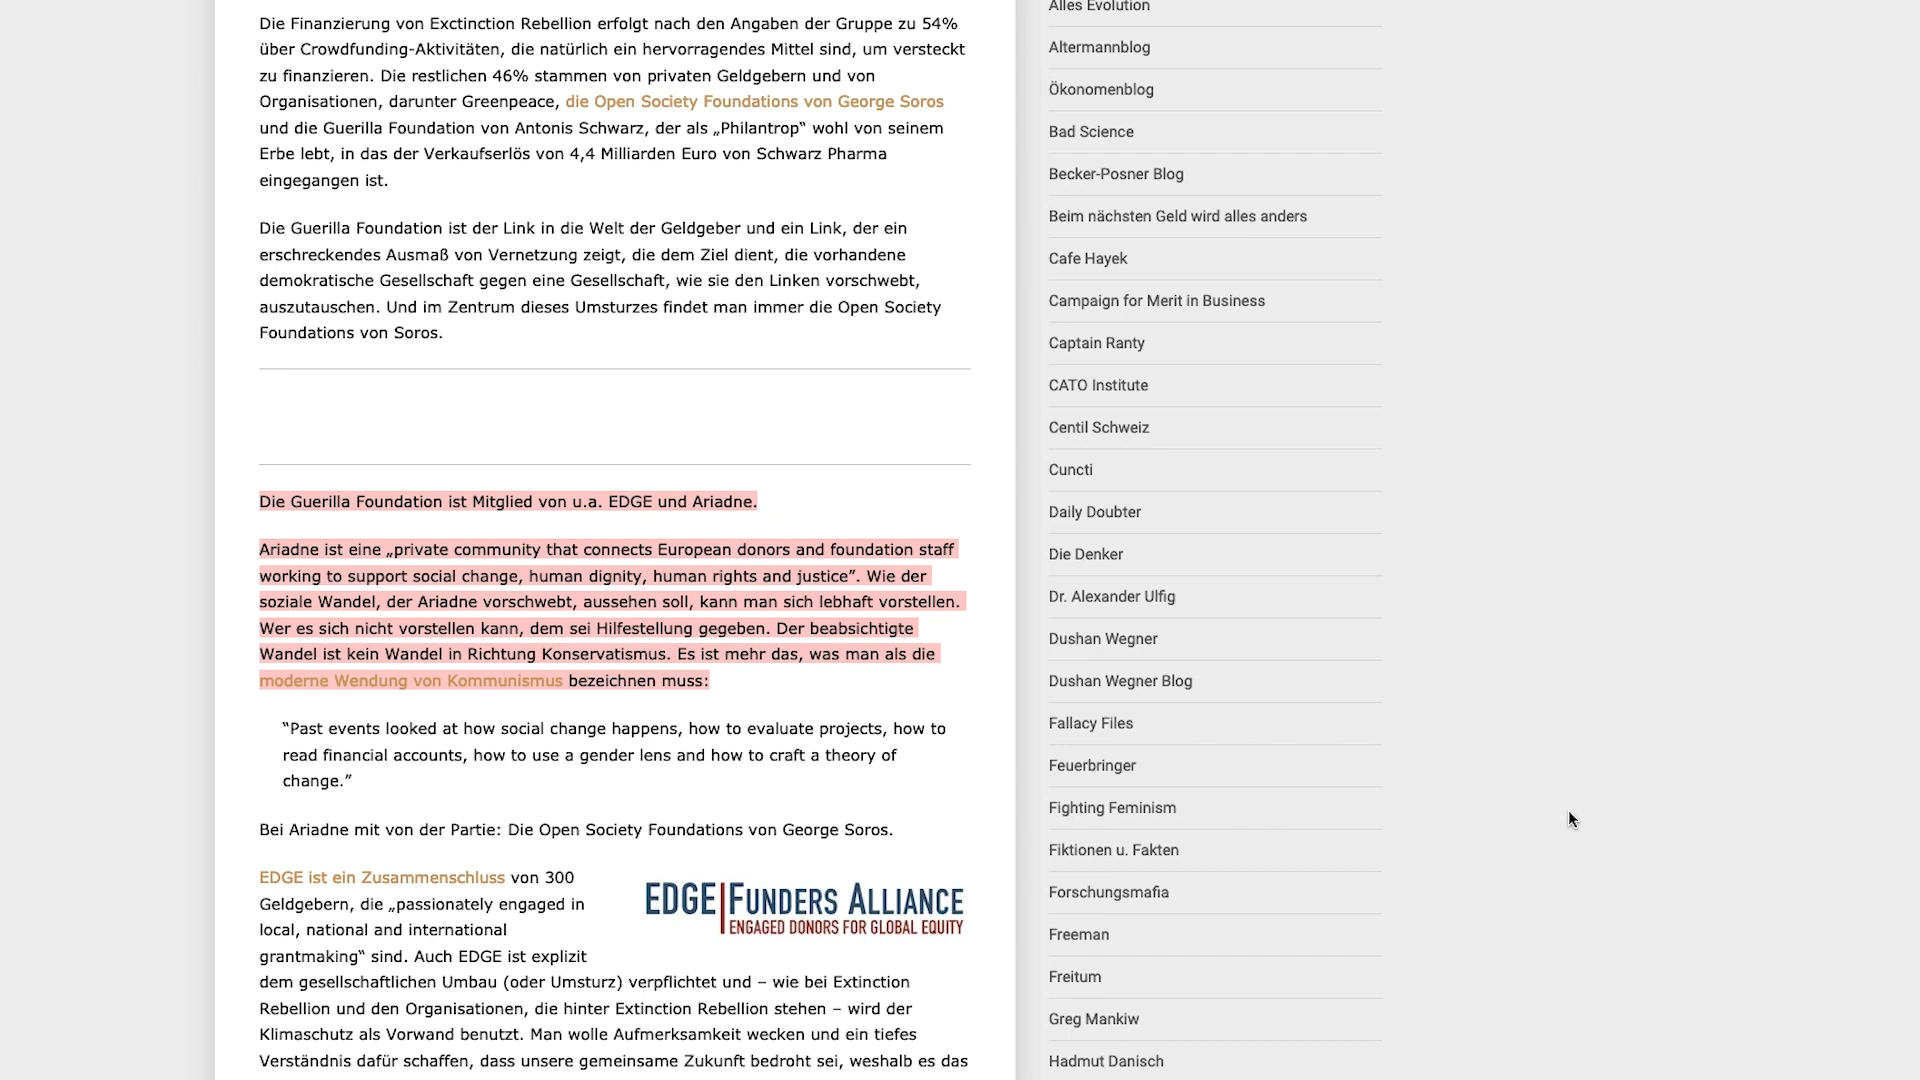 Die Finanzierung von Exctinction Rebellion erfolgt nach den Angaben der Gruppe zu 54%
über Crowdfunding-Aktivitäten, die natürlich ein hervorragendes Mittel sind, um versteckt
zu finanzieren. Die restlichen 46% stammen von privaten Geldgebern und von
Organisationen, darunter Greenpeace, die Open Society Foundations von George Soros
und die Guerilla Foundation von Antonis Schwarz, der als „Philantrop“ wohl von seinem
Erbe lebt, in das der Verkaufserlös von 4,4 Milliarden Euro von Schwarz Pharma
eingegangen ist.
Die Guerilla Foundation ist der Link in die Welt der Geldgeber und ein Link, der ein
erschreckendes Ausmaß von Vernetzung zeigt, die dem Ziel dient, die vorhandene
demokratische Gesellschaft gegen eine Gesellschaft, wie sie den Linken vorschwebt,
auszutauschen. Und im Zentrum dieses Umsturzes findet man immer die Open Society
Foundations von Soros.
Die Guerilla Foundation ist Mitglied von u.a. EDGE und Ariadne.
Ariadne ist eine „private community that connects European donors and foundation staff
working to support social change, human dignity, human rights and justice”. Wie der
soziale Wandel, der Ariadne vorschwebt, aussehen soll, kann man sich lebhaft vorstellen.
Wer es sich nicht vorstellen kann, dem sei Hilfestellung gegeben. Der beabsichtigte
Wandel ist kein Wandel in Richtung Konservatismus. Es ist mehr das, was man als die
moderne Wendung von Kommunismus bezeichnen muss:
“Past events looked at how social change happens, how to evaluate projects, how to
read financial accounts, how to use a gender lens and how to craft a theory of
change.”
Bei Ariadne mit von der Partie: Die Open Society Foundations von George Soros.
EDGE ist ein Zusammenschluss von 300
Geldgebern, die „passionately engaged in
local, national and international
grantmaking“ sind. Auch EDGE ist explizit
dem gesellschaftlichen Umbau (oder Umsturz) verpflichtet und – wie bei Extinction
Rebellion und den Organisationen, die hinter Extinction Rebellion stehen – wird der
Klimaschutz als Vorwand benutzt. Man wolle Aufmerksamkeit wecken und ein tiefes
Verständnis dafür schaffen, dass unsere gemeinsame Zukunft bedroht sei, weshalb es das
EDGE FUNDERS ALLIANCE
ENGAGED DONORS FOR GLOBAL EQUITY
Alles Evolution
Altermannblog
Ökonomenblog
Bad Science
Becker-Posner Blog
Beim nächsten Geld wird alles anders
Cafe Hayek
Campaign for Merit in Business
Captain Ranty
CATO Institute
Centil Schweiz
Cuncti
Daily Doubter
Die Denker
Dr. Alexander Ulfig
Dushan Wegner
Dushan Wegner Blog
Fallacy Files
Feuerbringer
Fighting Feminism
Fiktionen u. Fakten
Forschungsmafia
Freeman
Freitum
Greg Mankiw
Hadmut Danisch